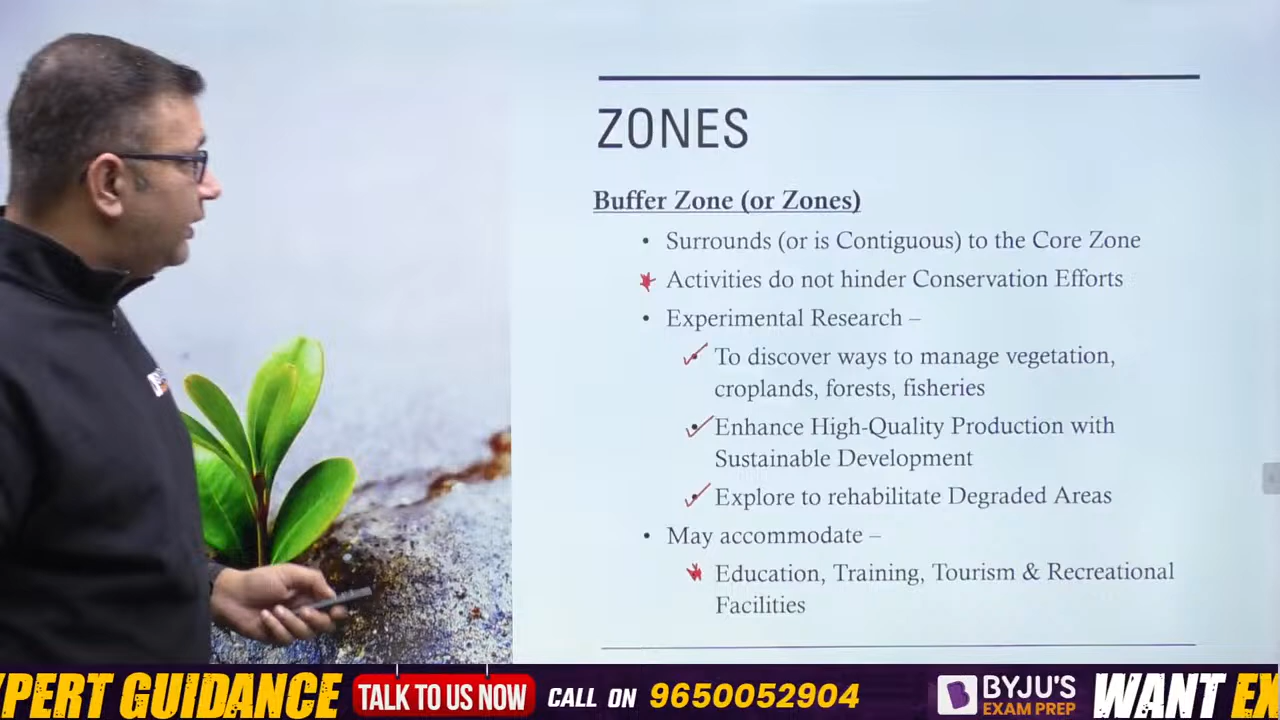 ZONES
Buffer Zone (or Zones)
• Surrounds (or is Contiguous) to the Core Zone
Activities do not hinder Conservation Efforts
• Experimental Research –
• To discover ways to manage vegetation,
croplands, forests, fisheries
• Enhance High-Quality Production with
Sustainable Development
• Explore to rehabilitate Degraded Areas
• May accommodate –
Education, Training, Tourism & Recreational
Facilities
XPERT GUIDANCE TALK TO US NOW CALL ON 9650052904 BYJU'S WANT EX
EXAM PREP